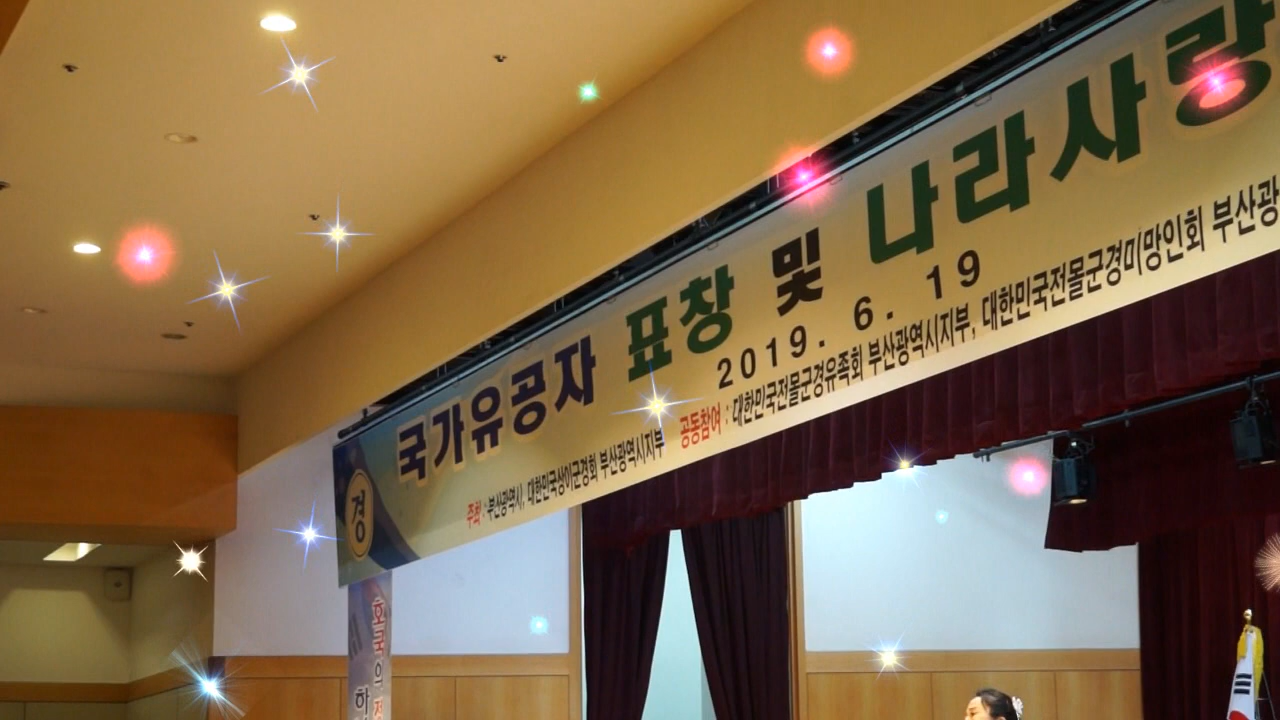 경
국가유공자 표창 및 나라사랑
2019. 6. 19
주최 : 부산광역시, 대한민국상이군경회 부산광역시지부 공동참여 : 대한민국전몰군경유족회 부산광역시지부, 대한민국전몰군경미망인회 부산광
호국의